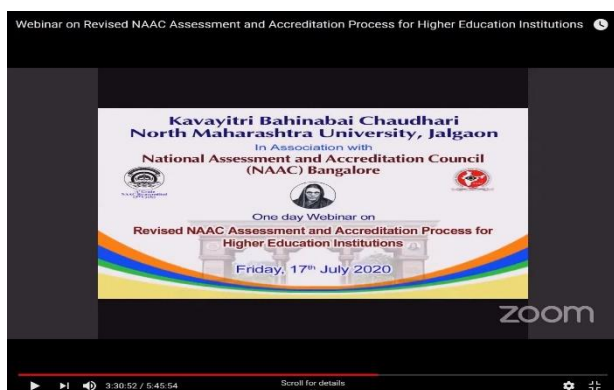 Webinar on Revised NAAC Assessment and Accreditation Process for Higher Education Institutions
Kavayitri Bahinabai Chaudhari
North Maharashtra University, Jalgaon
In Association with
National Assessment and Accreditation Council
(NAAC) Bangalore
One day Webinar on
Revised NAAC Assessment and Accreditation Process for
Higher Education Institutions
Friday, 17th July 2020
zoom
3:30:52 / 5:45:54
Scroll for details